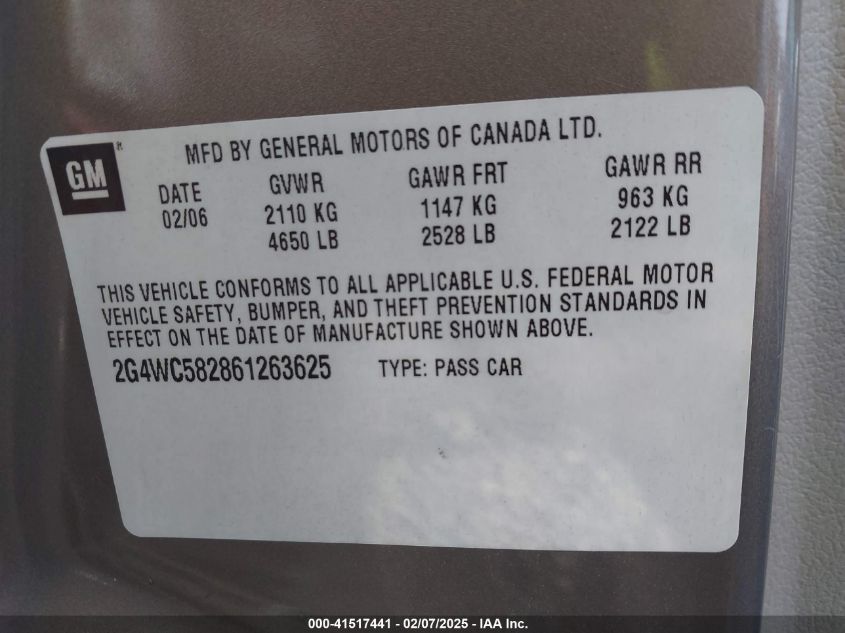 GM
MFD BY GENERAL MOTORS OF CANADA LTD.
DATE GVWR GAWR FRT GAWR RR
02/06 2110 KG 1147 KG 963 KG
4650 LB 2528 LB 2122 LB
THIS VEHICLE CONFORMS TO ALL APPLICABLE U.S. FEDERAL MOTOR
VEHICLE SAFETY, BUMPER, AND THEFT PREVENTION STANDARDS IN
EFFECT ON THE DATE OF MANUFACTURE SHOWN ABOVE.
2G4WC582861263625 TYPE: PASS CAR
000-41517441 - 02/07/2025 - IAA Inc.